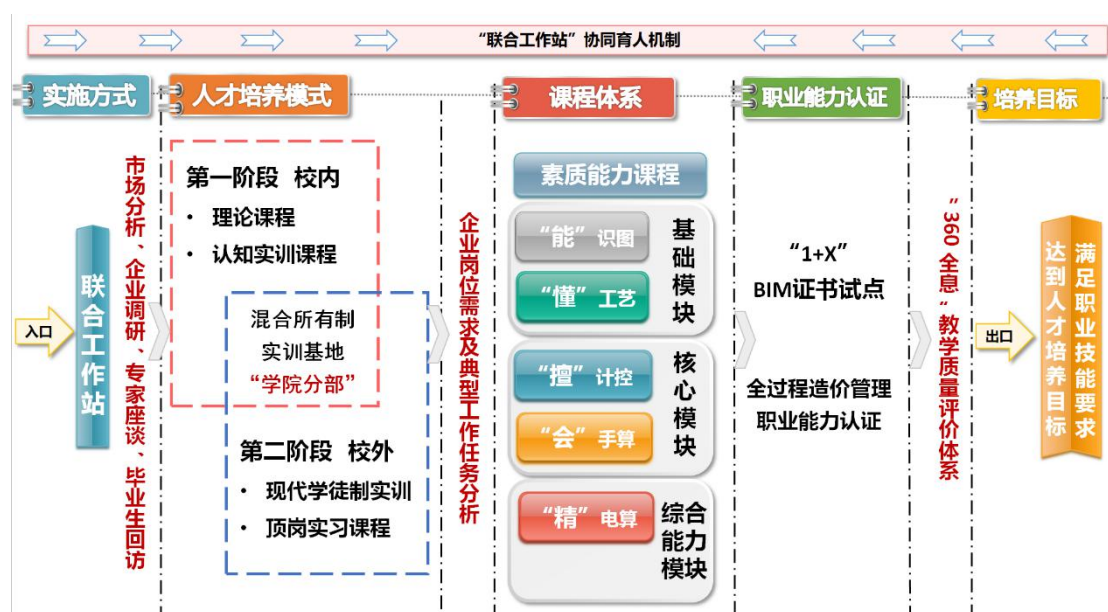 “联合工作站”协同育人机制
实施方式
人才培养模式
课程体系
职业能力认证
培养目标
入口
联合工作站
市场分析、企业调研、专家座谈、毕业生回访
第一阶段 校内
• 理论课程
• 认知实训课程
混合所有制
实训基地
“学院分部”
第二阶段 校外
• 现代学徒制实训
• 顶岗实习课程
企业岗位需求及典型工作任务分析
素质能力课程
“能” 识图
“懂” 工艺
基础模块
“擅” 计控
“会” 手算
核心模块
“精” 电算
综合
能力
模块
“1+X”
BIM证书试点
全过程造价管理
职业能力认证
“360全息“教学质量评价体系
出口
满足职业技能要求
达到人才培养目标